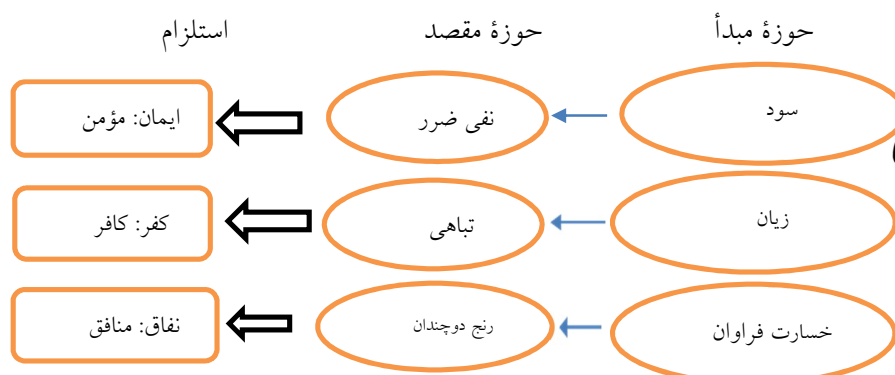 حوزهٔ مبدأ
حوزهٔ مقصد
استلزام
سود
نفی ضرر
ایمان: مؤمن
زیان
تباهی
کفر: کافر
خسارت فراوان
رنج دوچندان
نفاق: منافق